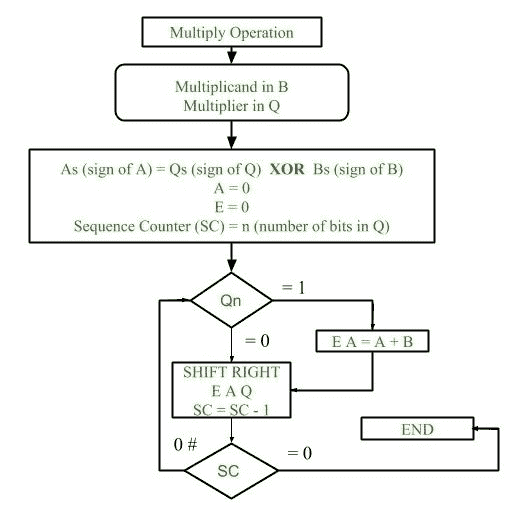 Multiply Operation
Multiplicand in B
Multiplier in Q
As (sign of A) = Qs (sign of Q) XOR Bs (sign of B)
A = 0
E = 0
Sequence Counter (SC) = n (number of bits in Q)
Qn
= 1
= 0
E A = A + B
SHIFT RIGHT
E A Q
SC = SC - 1
0 #
= 0
END
SC